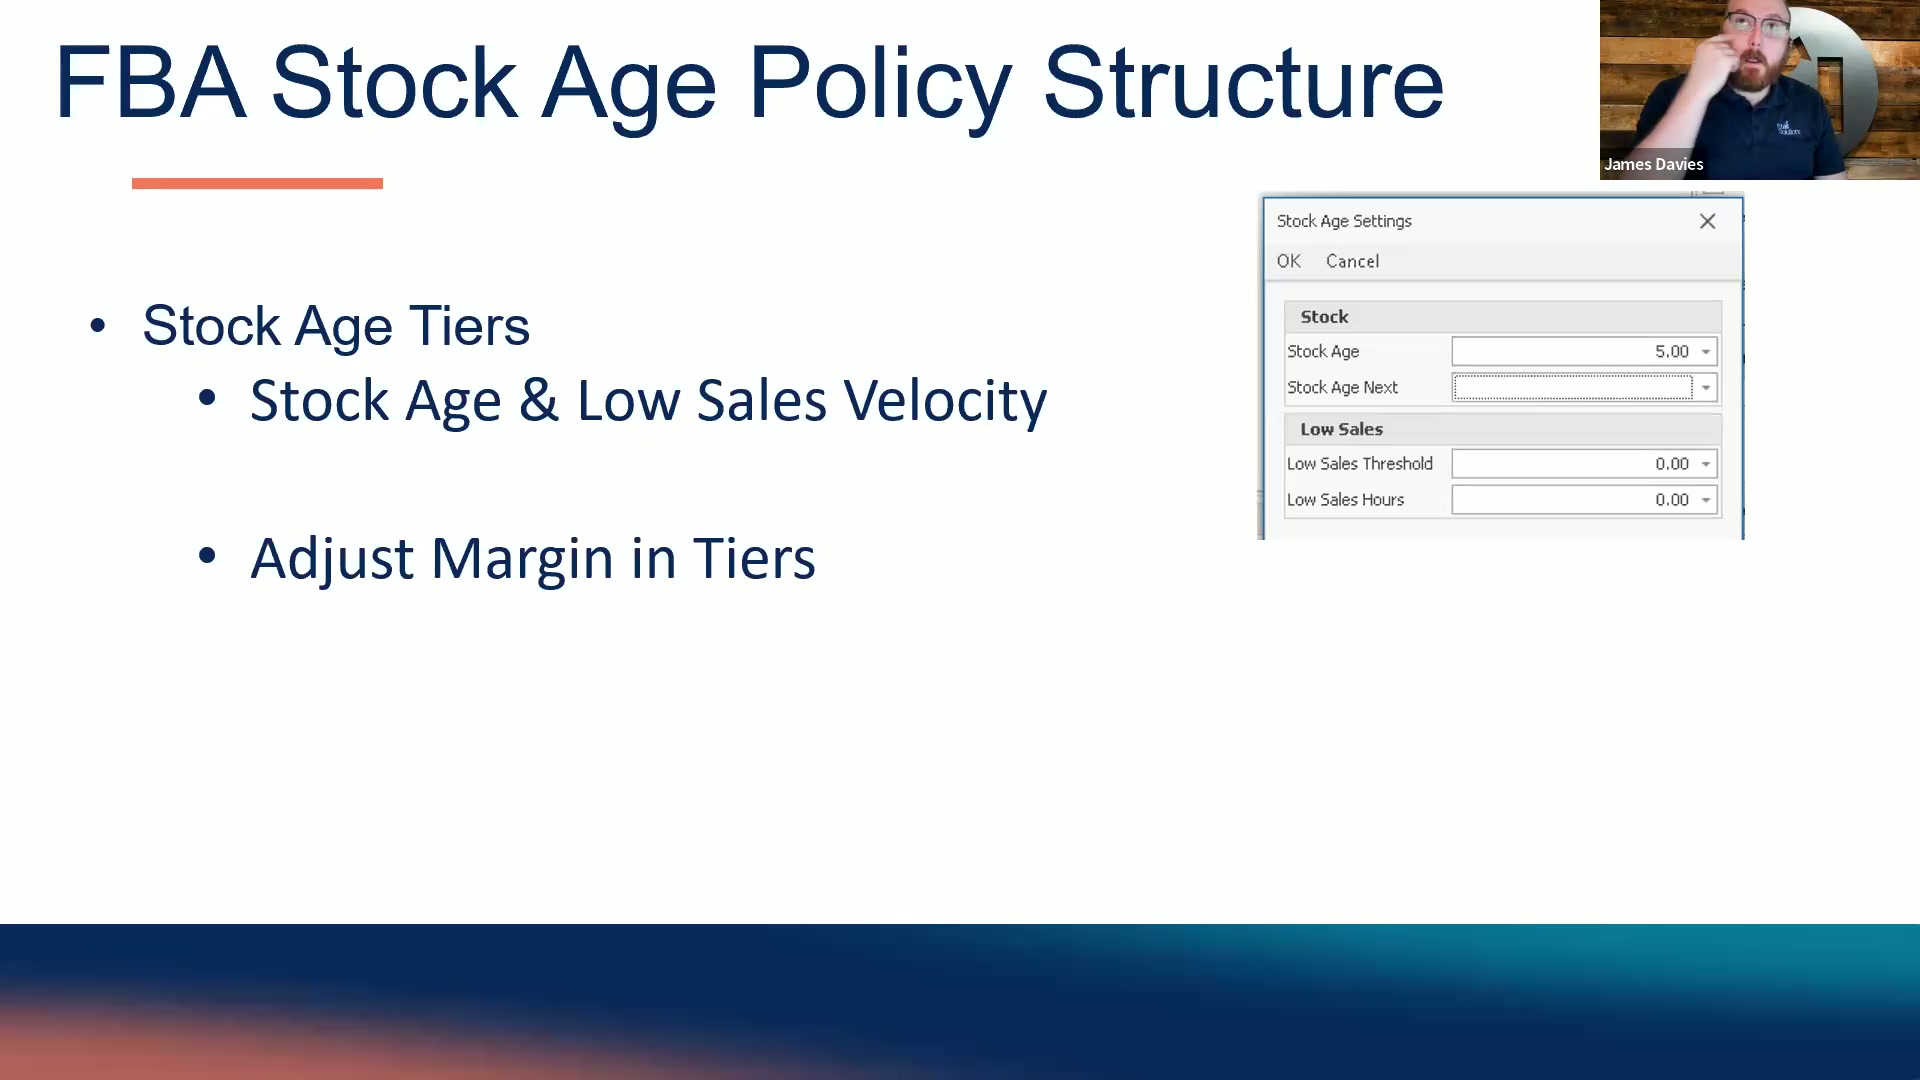 FBA Stock Age Policy Structure
James Davies
• Stock Age Tiers
• Stock Age & Low Sales Velocity
• Adjust Margin in Tiers
Stock Age Settings
OK Cancel
Stock
Stock Age 5.00
Stock Age Next
Low Sales
Low Sales Threshold 0.00
Low Sales Hours 0.00